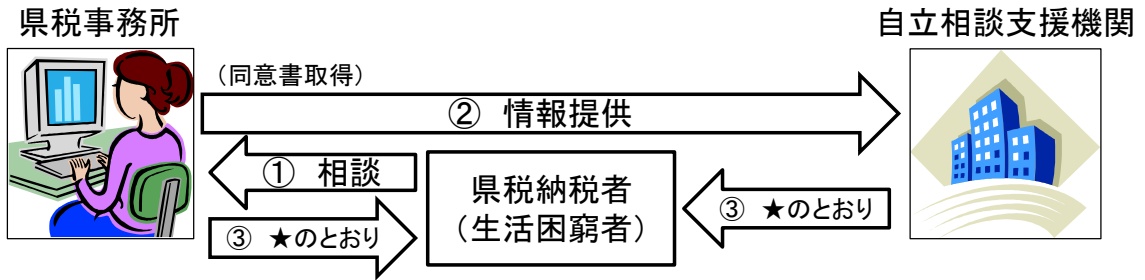 県税事務所
自立相談支援機関
（同意書取得）
② 情報提供
① 相談
県税納税者
（生活困窮者）
③ ★のとおり
③ ★のとおり